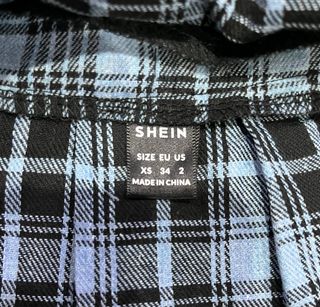 SHEIN
SIZE EU US
XS 34 2
MADE IN CHINA